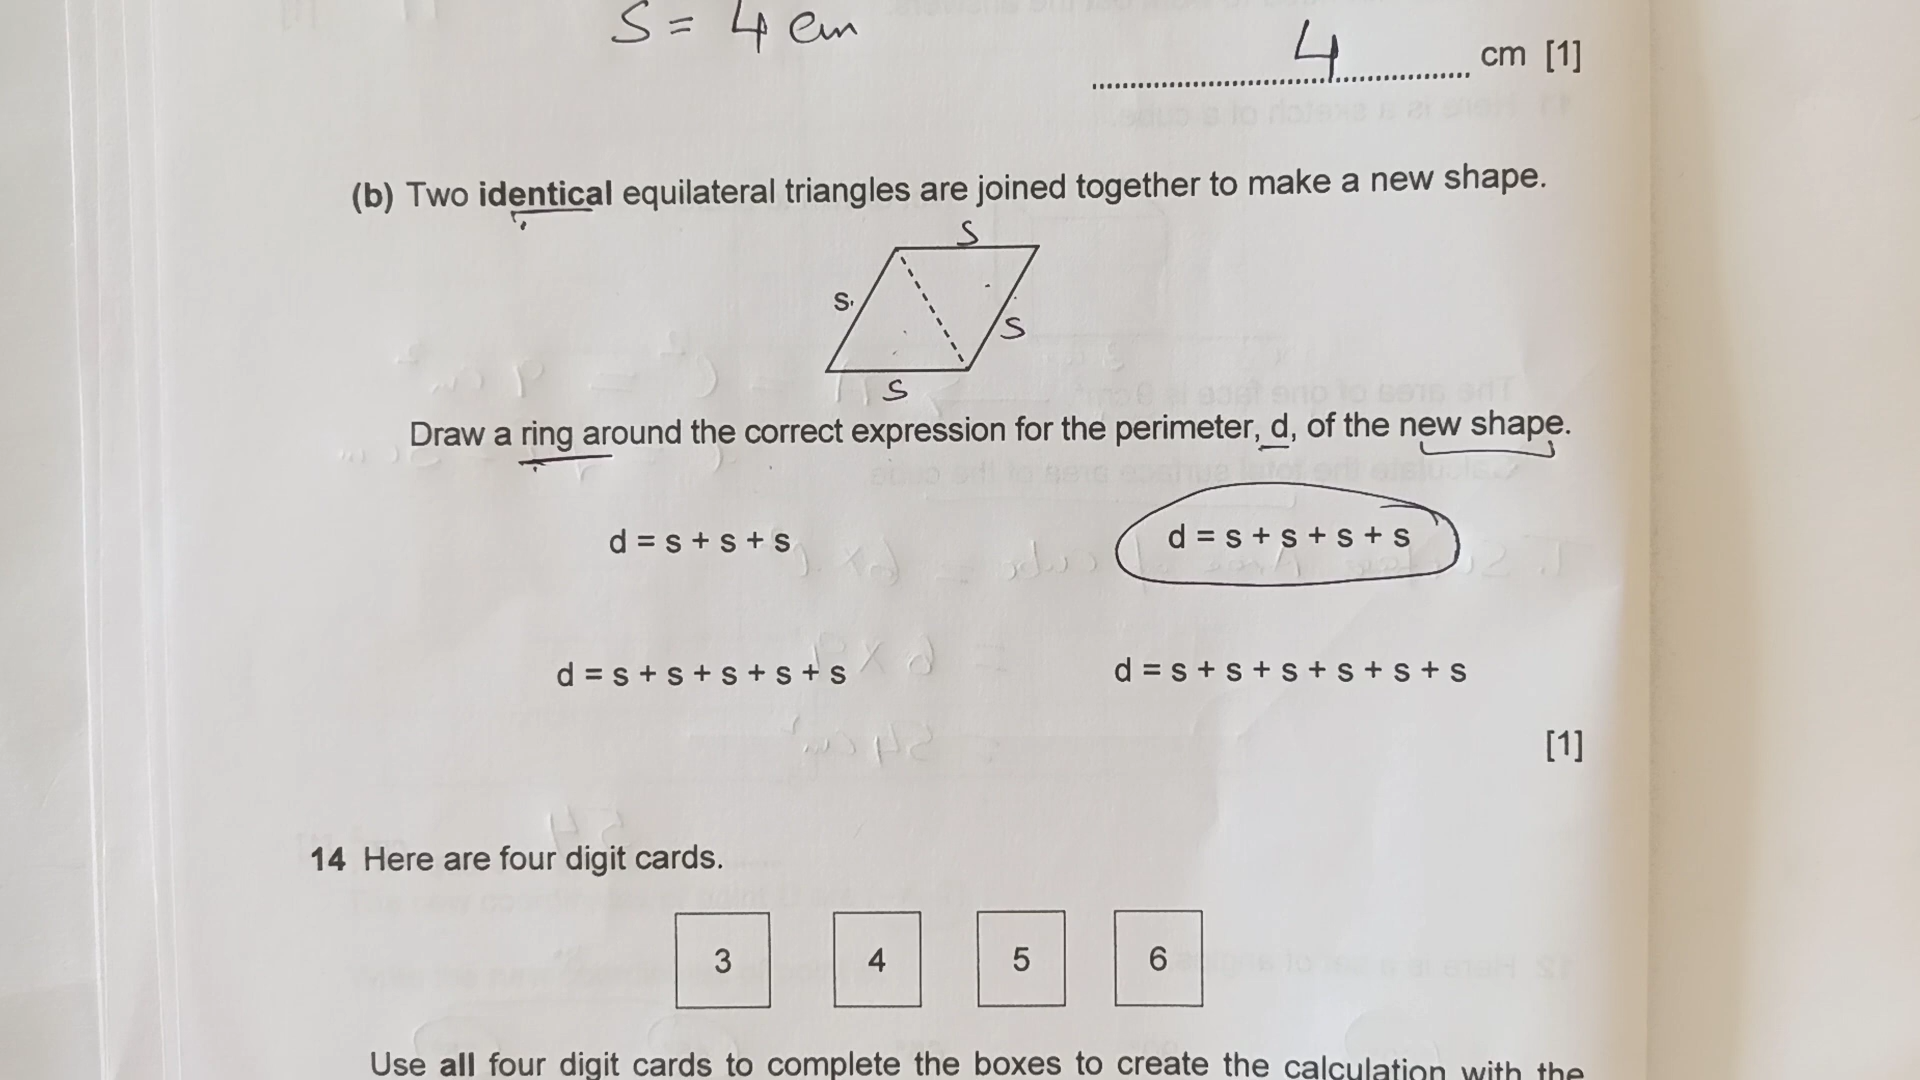 S = 4 cm
4 cm [1]
(b) Two identical equilateral triangles are joined together to make a new shape.
S
s
S
S
Draw a ring around the correct expression for the perimeter, d, of the new shape.
d = s + s + s
d = s + s + s + s
d = s + s + s + s + s
d = s + s + s + s + s + s
[1]
14 Here are four digit cards.
3 4 5 6
Use all four digit cards to complete the boxes to create the calculation with the